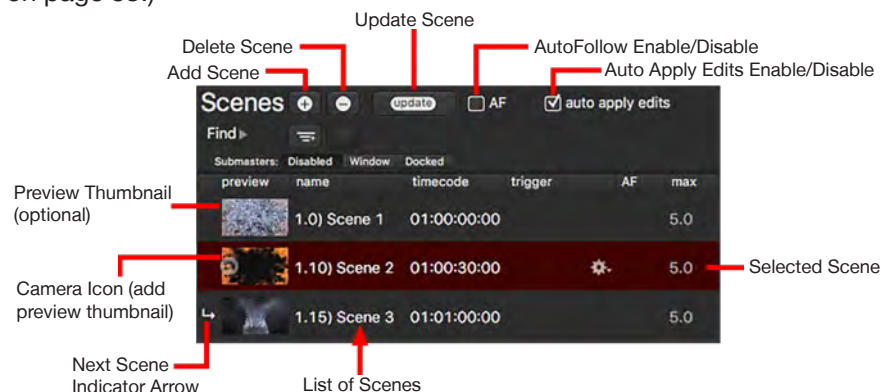 on page 35.)
Update Scene
Delete Scene
AutoFollow Enable/Disable
Add Scene
Auto Apply Edits Enable/Disable
Scenes update AF auto apply edits
Find
Submasters: Disabled Window Docked
preview name timecode trigger AF max
Preview Thumbnail
(optional)
1.0) Scene 1 01:00:00:00 5.0
1.10) Scene 2 01:00:30:00 5.0
Selected Scene
Camera Icon (add
preview thumbnail)
1.15) Scene 3 01:01:00:00 5.0
Next Scene
Indicator Arrow
List of Scenes